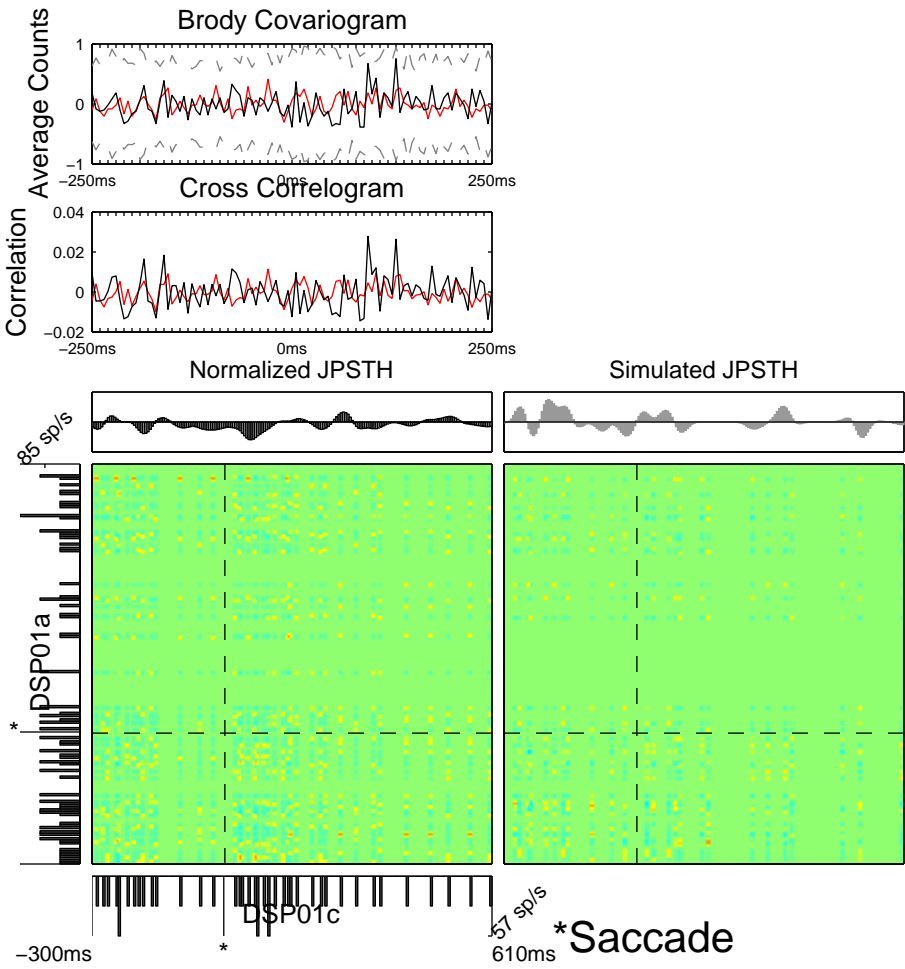 Brody Covariogram
Average Counts
1
0
−1
−250ms
0ms
250ms
Cross Correlogram
Correlation
0.04
0.02
0
−0.02
−250ms
0ms
250ms
Normalized JPSTH
Simulated JPSTH
85 sp/s
DSP01a
*
DSP01c
57 sp/s
*
−300ms
610ms
*Saccade